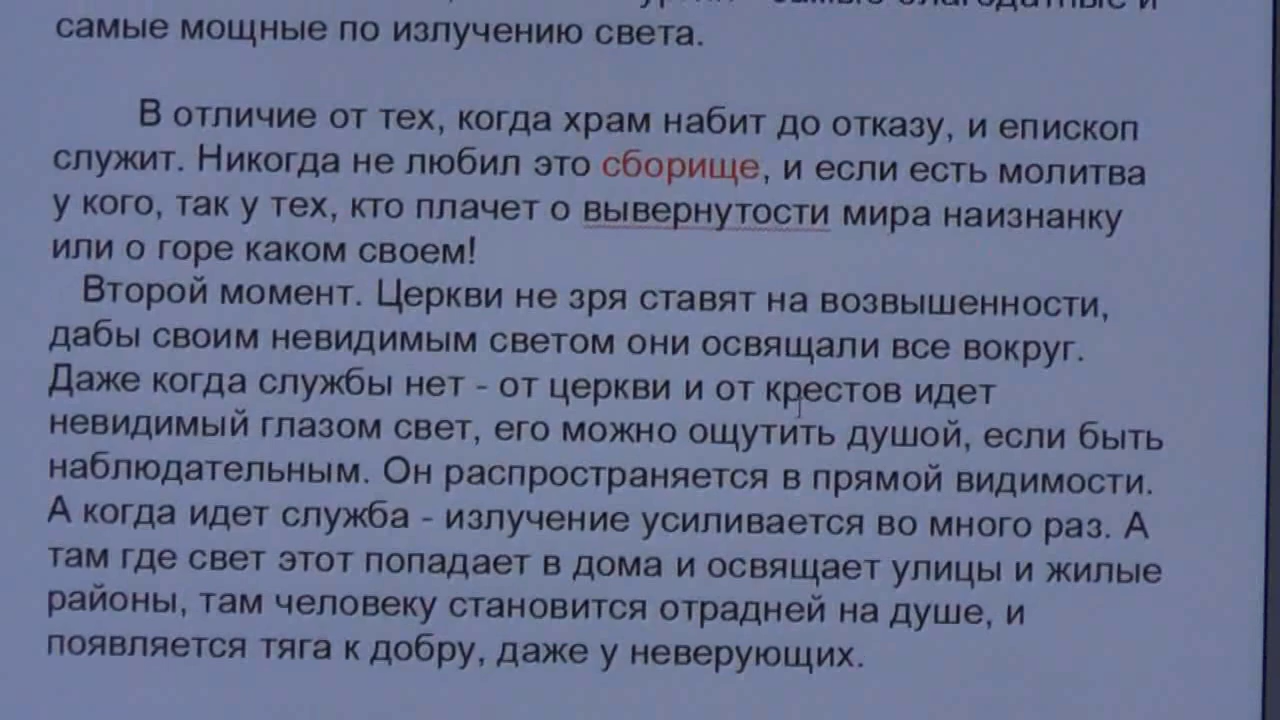 самые мощные по излучению света.
В отличие от тех, когда храм набит до отказу, и епископ
служит. Никогда не любил это сборище, и если есть молитва
у кого, так у тех, кто плачет о вывернутости мира наизнанку
или о горе каком своем!
Второй момент. Церкви не зря ставят на возвышенности,
дабы своим невидимым светом они освящали все вокруг.
Даже когда службы нет - от церкви и от крестов идет
невидимый глазом свет, его можно ощутить душой, если быть
наблюдательным. Он распространяется в прямой видимости.
А когда идет служба - излучение усиливается во много раз. А
там где свет этот попадает в дома и освящает улицы и жилые
районы, там человеку становится отрадней на душе, и
появляется тяга к добру, даже у неверующих.